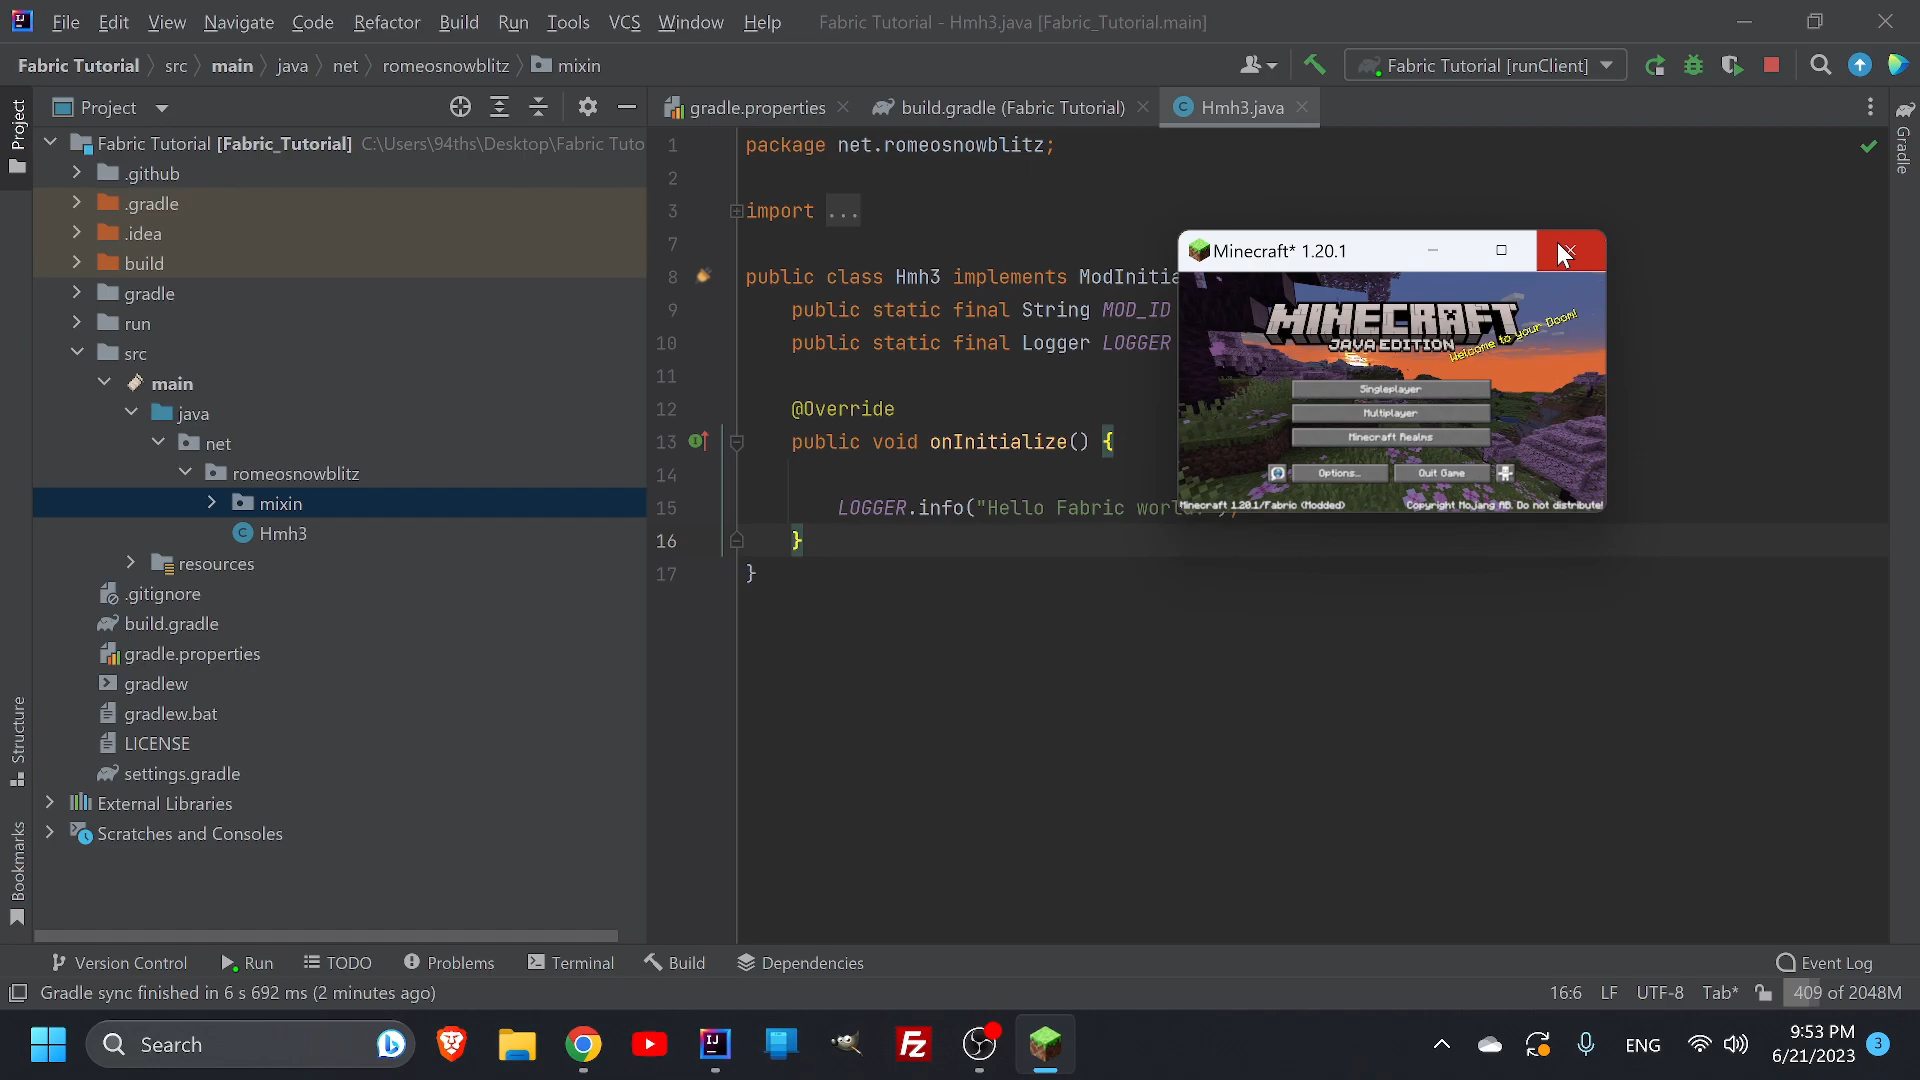 File Edit View Navigate Code Refactor Build Run Tools VCS Window Help Fabric Tutorial - Hmh3.java [Fabric_Tutorial.main]
Fabric Tutorial src main java net romeosnowblitz mixin Fabric Tutorial [runClient]
Project
Project
gradle.properties build.gradle (Fabric Tutorial) Hmh3.java
Gradle
Fabric Tutorial [Fabric_Tutorial] C:\Users\94ths\Desktop\Fabric Tuto
.github
.gradle
.idea
build
gradle
run
src
main
java
net
romeosnowblitz
mixin
Hmh3
resources
.gitignore
build.gradle
gradle.properties
gradlew
gradlew.bat
LICENSE
settings.gradle
External Libraries
Scratches and Consoles
Structure
Bookmarks
1 package net.romeosnowblitz;
2
3 import ...
7
8 public class Hmh3 implements ModInitia
9 public static final String MOD_ID
10 public static final Logger LOGGER
11
12 @Override
13 public void onInitialize() {
14
15 LOGGER.info("Hello Fabric world
16 }
17 }
Minecraft* 1.20.1
MINECRAFT
JAVA EDITION
Welcome to your Doom!
Singleplayer
Multiplayer
Minecraft Realms
Options... Quit Game
Minecraft 1.20.1/Fabric (Modded) Copyright Mojang AB. Do not distribute!
Version Control Run TODO Problems Terminal Build Dependencies Event Log
Gradle sync finished in 6 s 692 ms (2 minutes ago) 16:6 LF UTF-8 Tab* 409 of 2048M
Search IJ Fz ENG 9:53 PM 3
6/21/2023